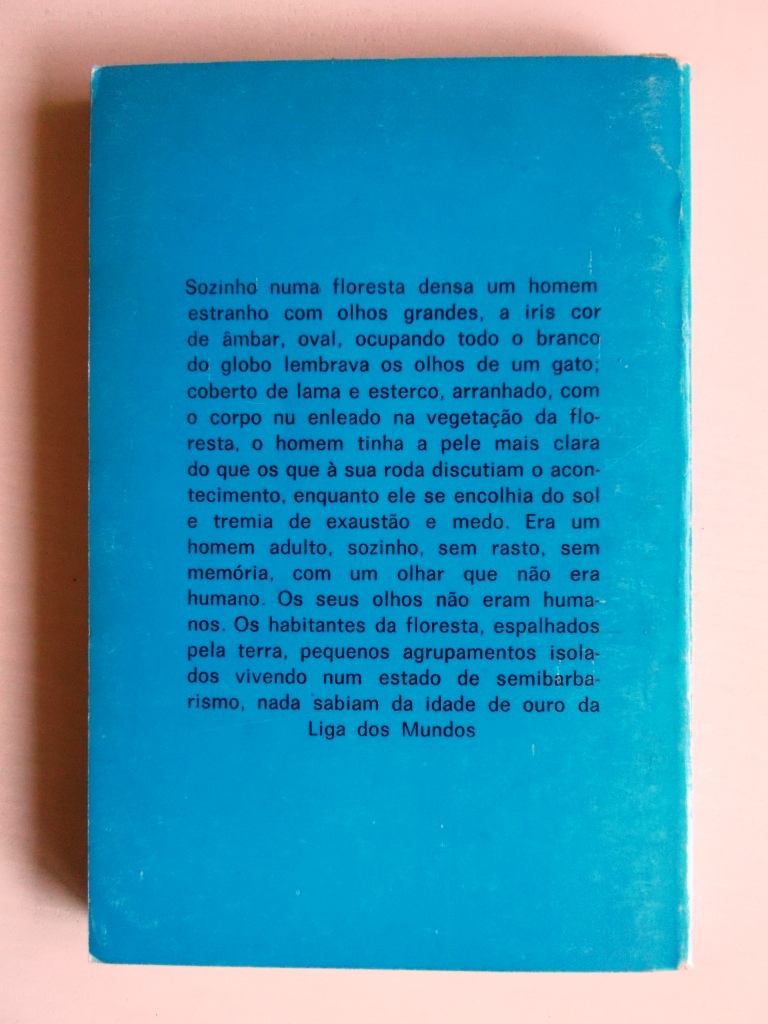 Sozinho numa floresta densa um homem
estranho com olhos grandes, a iris cor
de âmbar, oval, ocupando todo o branco
do globo lembrava os olhos de um gato;
coberto de lama e esterco, arranhado, com
o corpo nu enleado na vegetação da flo-
resta, o homem tinha a pele mais clara
do que os que à sua roda discutiam o acon-
tecimento, enquanto ele se encolhia do sol
e tremia de exaustão e medo. Era um
homem adulto, sozinho, sem rasto, sem
memória, com um olhar que não era
humano. Os seus olhos não eram huma-
nos. Os habitantes da floresta, espalhados
pela terra, pequenos agrupamentos isola-
dos vivendo num estado de semibarba-
rismo, nada sabiam da idade de ouro da
Liga dos Mundos